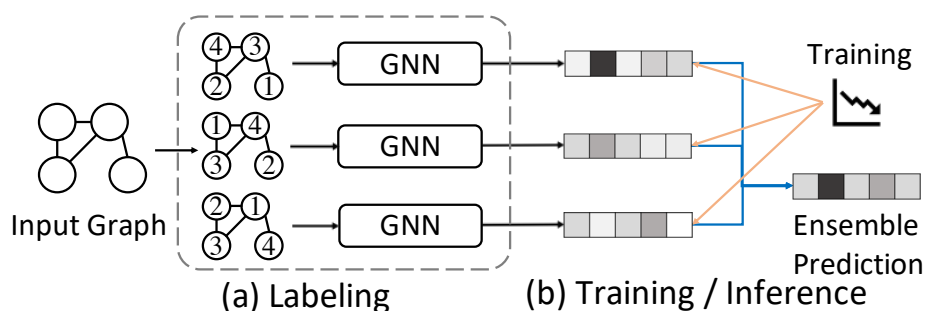 4 3
2 1
GNN
Training
1 4
3 2
GNN
Input Graph
2 1
3 4
GNN
Ensemble
Prediction
(a) Labeling
(b) Training / Inference